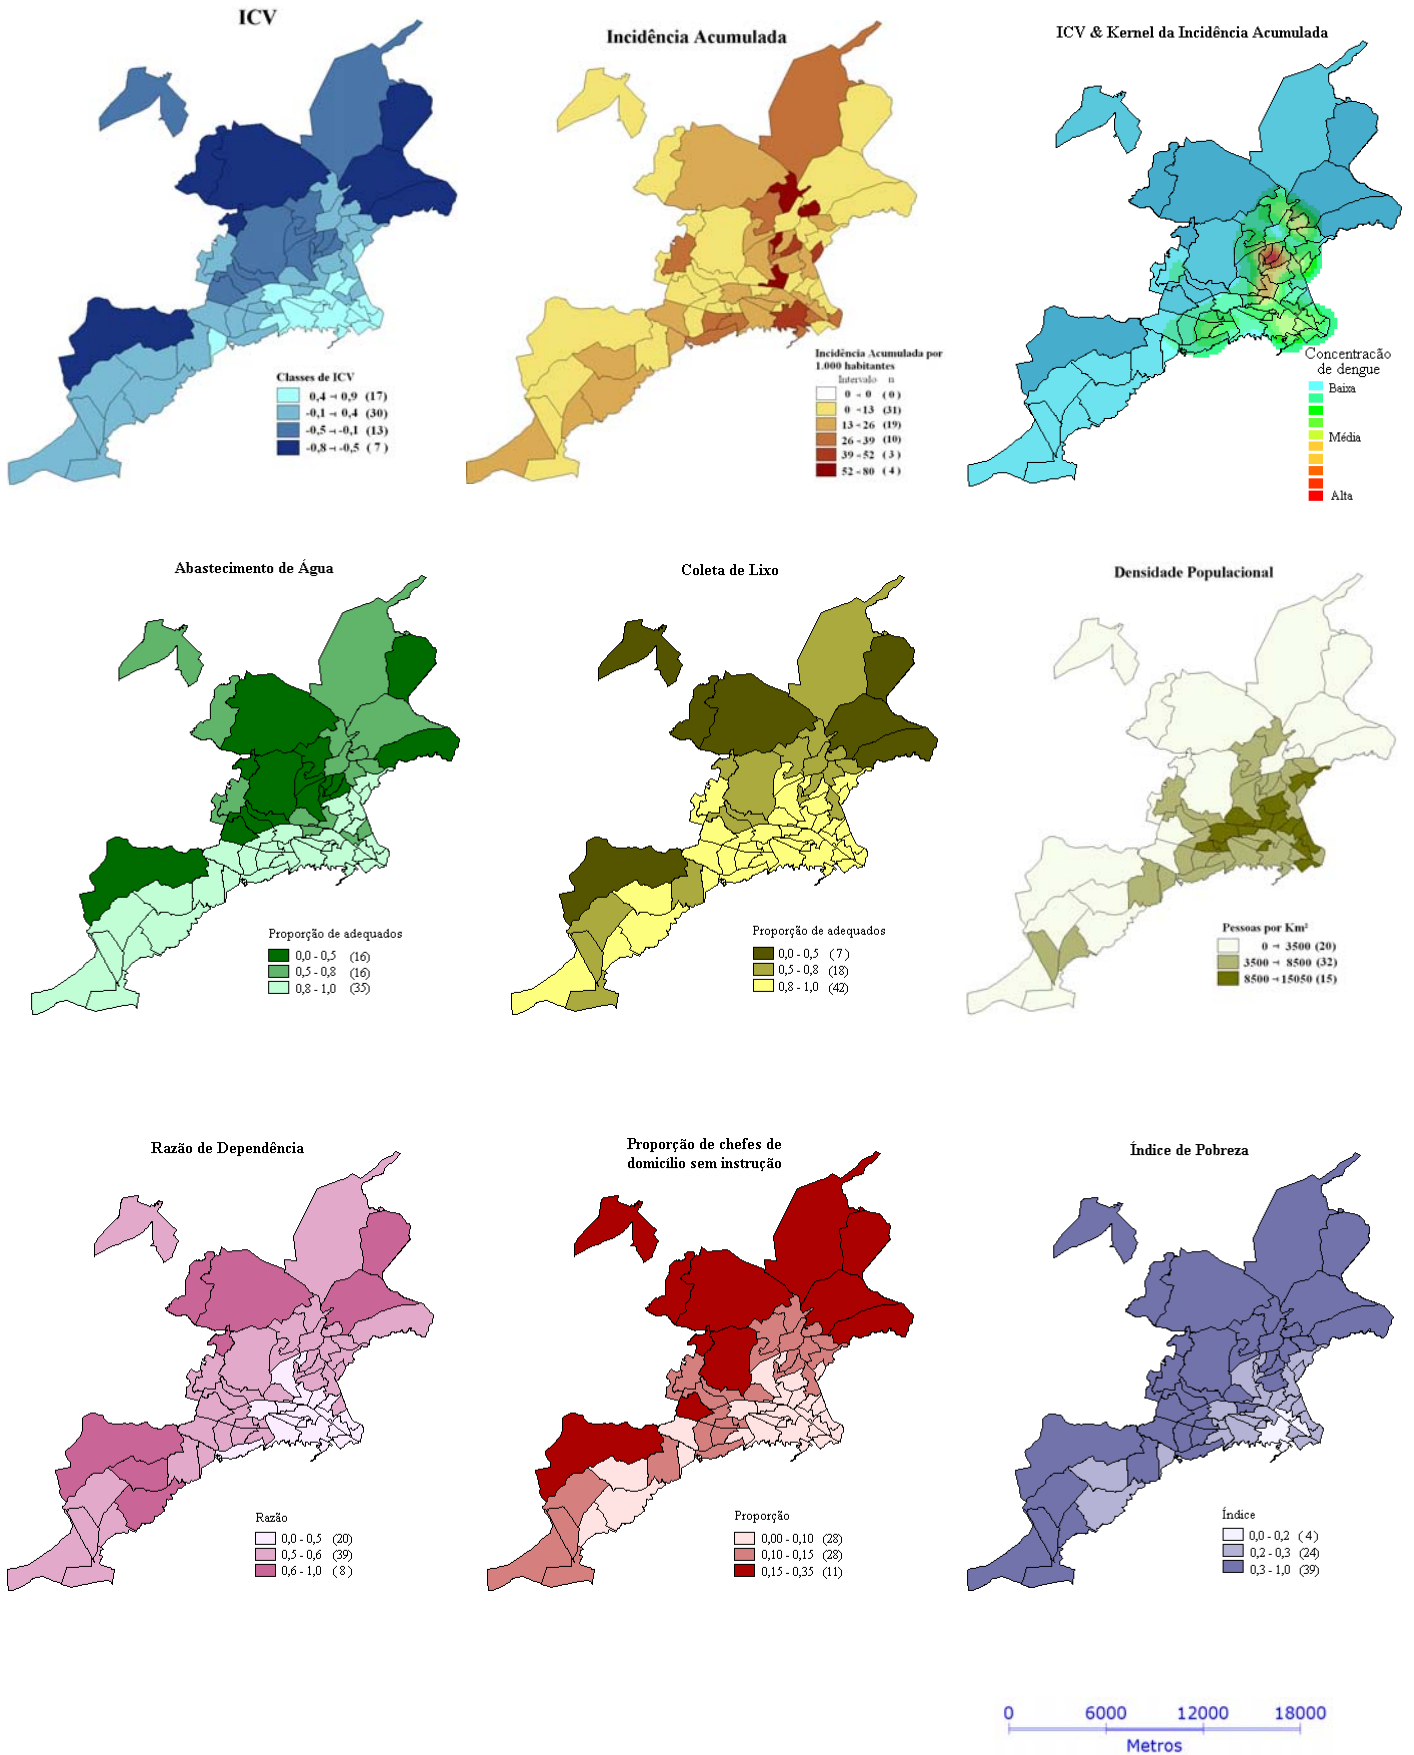 ICV
Incidência Acumulada
ICV & Kernel da Incidência Acumulada
Classes de ICV
0,4 ⊣ 0,9 (17)
-0,1 ⊣ 0,4 (30)
-0,5 ⊣ -0,1 (13)
-0,8 ⊣ -0,5 ( 7 )
Incidência Acumulada por
1.000 habitantes
Intervalo n
0 - 0 ( 0 )
0 - 13 (31)
13 - 26 (19)
26 - 39 (10)
39 - 52 ( 3 )
52 - 80 ( 4 )
Concentracão
de dengue
Baixa
Média
Alta
Abastecimento de Água
Coleta de Lixo
Densidade Populacional
Proporção de adequados
0,0 - 0,5 (16)
0,5 - 0,8 (16)
0,8 - 1,0 (35)
Proporção de adequados
0,0 - 0,5 ( 7 )
0,5 - 0,8 (18)
0,8 - 1,0 (42)
Pessoas por Km²
0 ⊣ 3500 (20)
3500 ⊣ 8500 (32)
8500 ⊣ 15050 (15)
Razão de Dependência
Proporção de chefes de
domicílio sem instrução
Índice de Pobreza
Razão
0,0 - 0,5 (20)
0,5 - 0,6 (39)
0,6 - 1,0 ( 8 )
Proporção
0,00 - 0,10 (28)
0,10 - 0,15 (28)
0,15 - 0,35 (11)
Índice
0,0 - 0,2 ( 4 )
0,2 - 0,3 (24)
0,3 - 1,0 (39)
0 6000 12000 18000
Metros